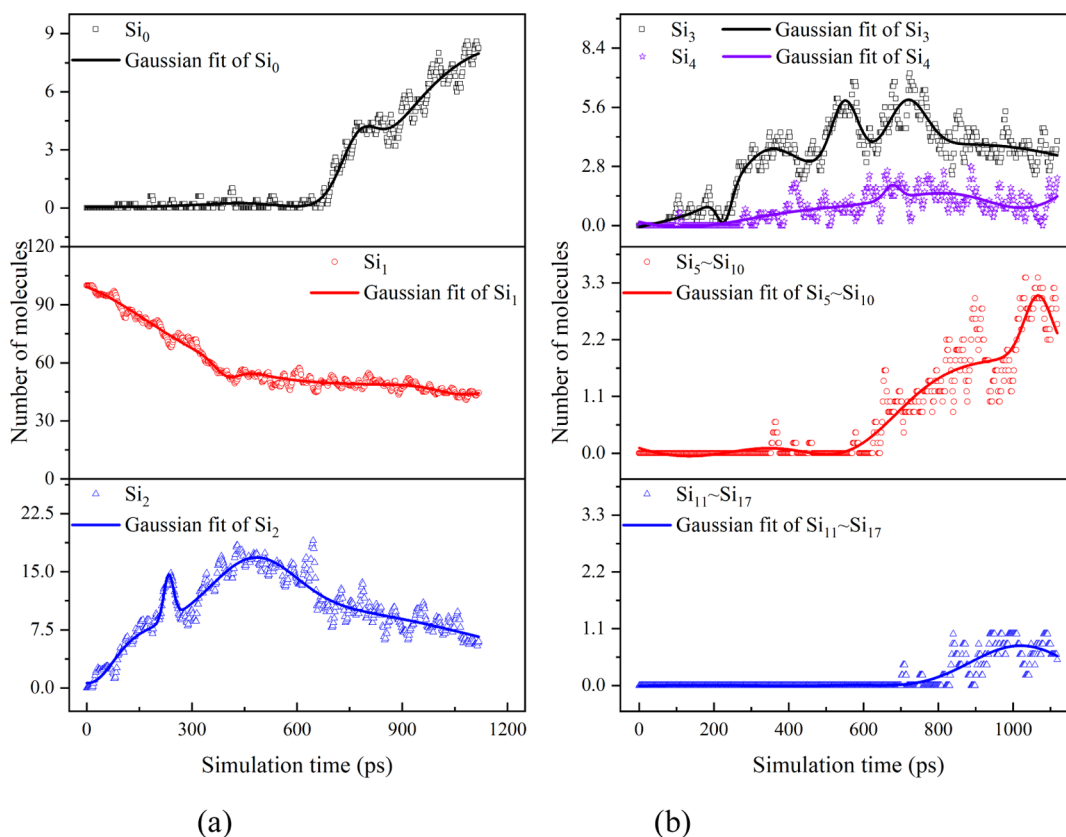 Si₀
Gaussian fit of Si₀
9
6
3
0
Si₁
Gaussian fit of Si₁
120
90
60
30
0
Si₂
Gaussian fit of Si₂
22.5
15.0
7.5
0.0
Number of molecules
0 300 600 900 1200
Simulation time (ps)
(a)
Si₃ Gaussian fit of Si₃
Si₄ Gaussian fit of Si₄
8.4
5.6
2.8
0.0
Si₅~Si₁₀
Gaussian fit of Si₅~Si₁₀
3.3
2.2
1.1
0.0
Si₁₁~Si₁₇
Gaussian fit of Si₁₁~Si₁₇
3.3
2.2
1.1
0.0
Number of molecules
0 200 400 600 800 1000
Simulation time (ps)
(b)